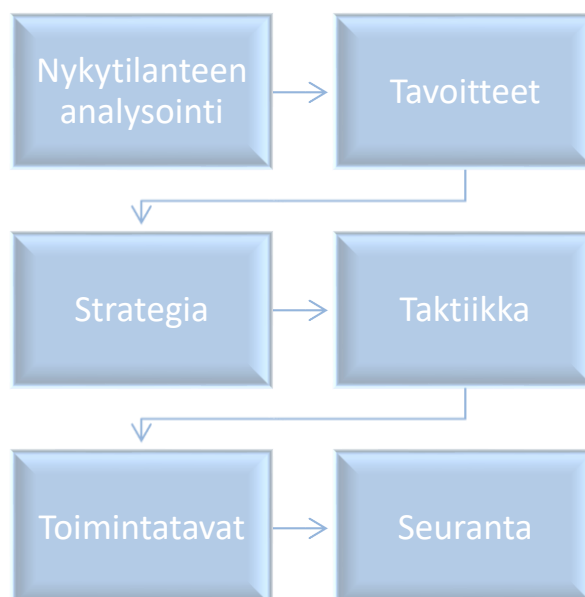 Nykytilanteen
analysointi
Tavoitteet
Strategia
Taktiikka
Toimintatavat
Seuranta